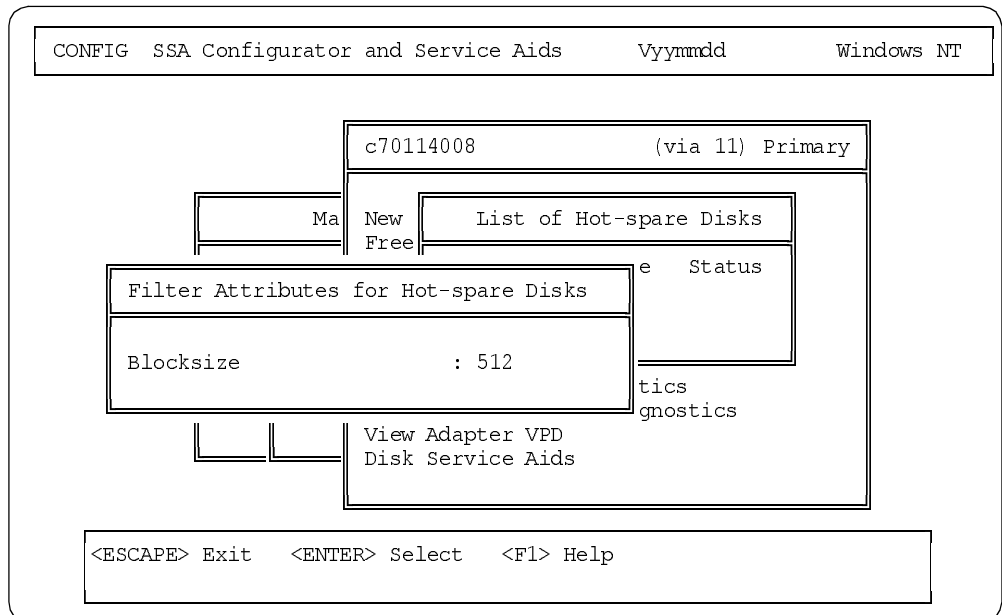 CONFIG SSA Configurator and Service Aids Vyymmdd Windows NT
c70114008 (via 11) Primary
Ma New List of Hot-spare Disks
Free
e Status
Filter Attributes for Hot-spare Disks
Blocksize : 512
tics
gnostics
View Adapter VPD
Disk Service Aids
<ESCAPE> Exit <ENTER> Select <F1> Help